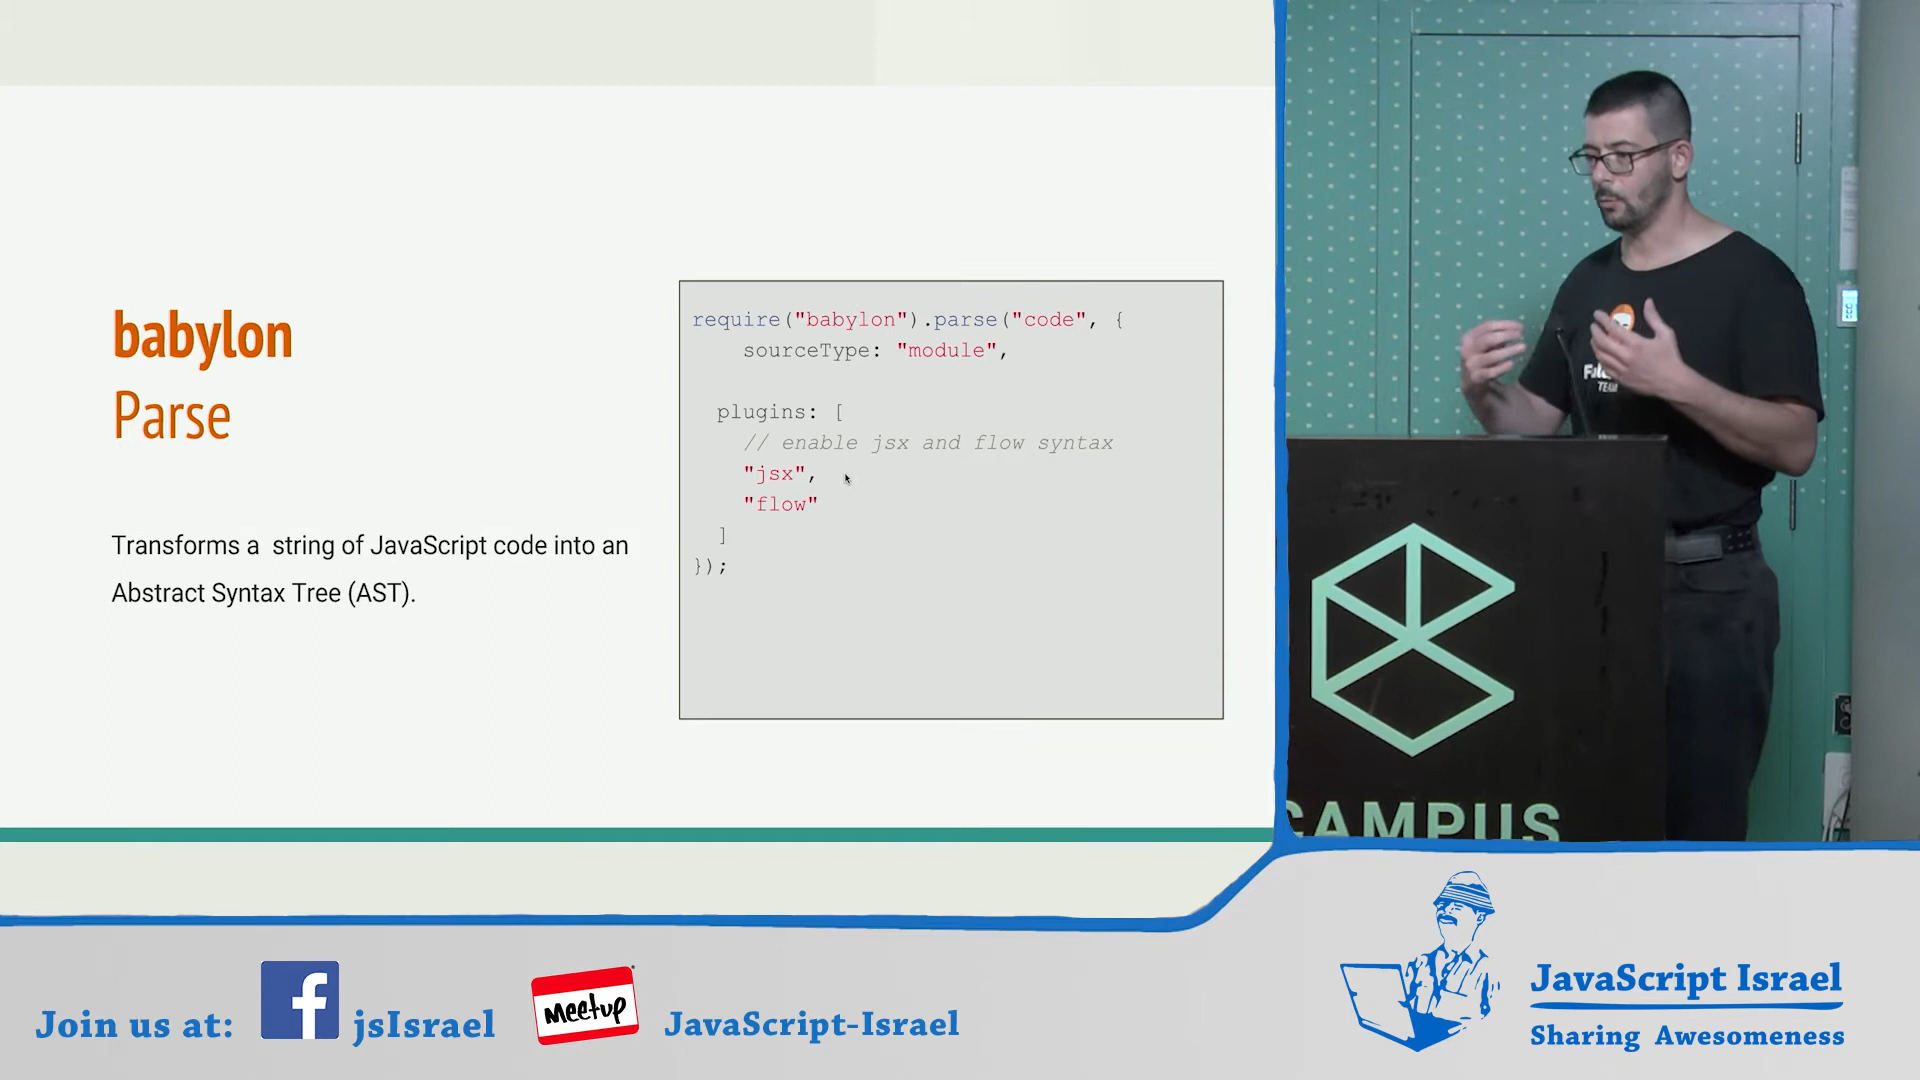 babylon
Parse
Transforms a string of JavaScript code into an
Abstract Syntax Tree (AST).
require("babylon").parse("code", {
sourceType: "module",
plugins: [
// enable jsx and flow syntax
"jsx",
"flow"
]
});
TEAM
CAMPUS
Join us at:
f
jsIsrael
Meetup
JavaScript-Israel
JavaScript Israel
Sharing Awesomeness